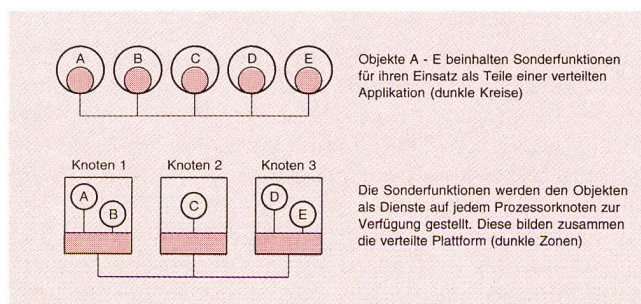 A B C D E
Objekte A - E beinhalten Sonderfunktionen
für ihren Einsatz als Teile einer verteilten
Applikation (dunkle Kreise)
Knoten 1 Knoten 2 Knoten 3
A B C D E
Die Sonderfunktionen werden den Objekten
als Dienste auf jedem Prozessorknoten zur
Verfügung gestellt. Diese bilden zusammen
die verteilte Plattform (dunkle Zonen)